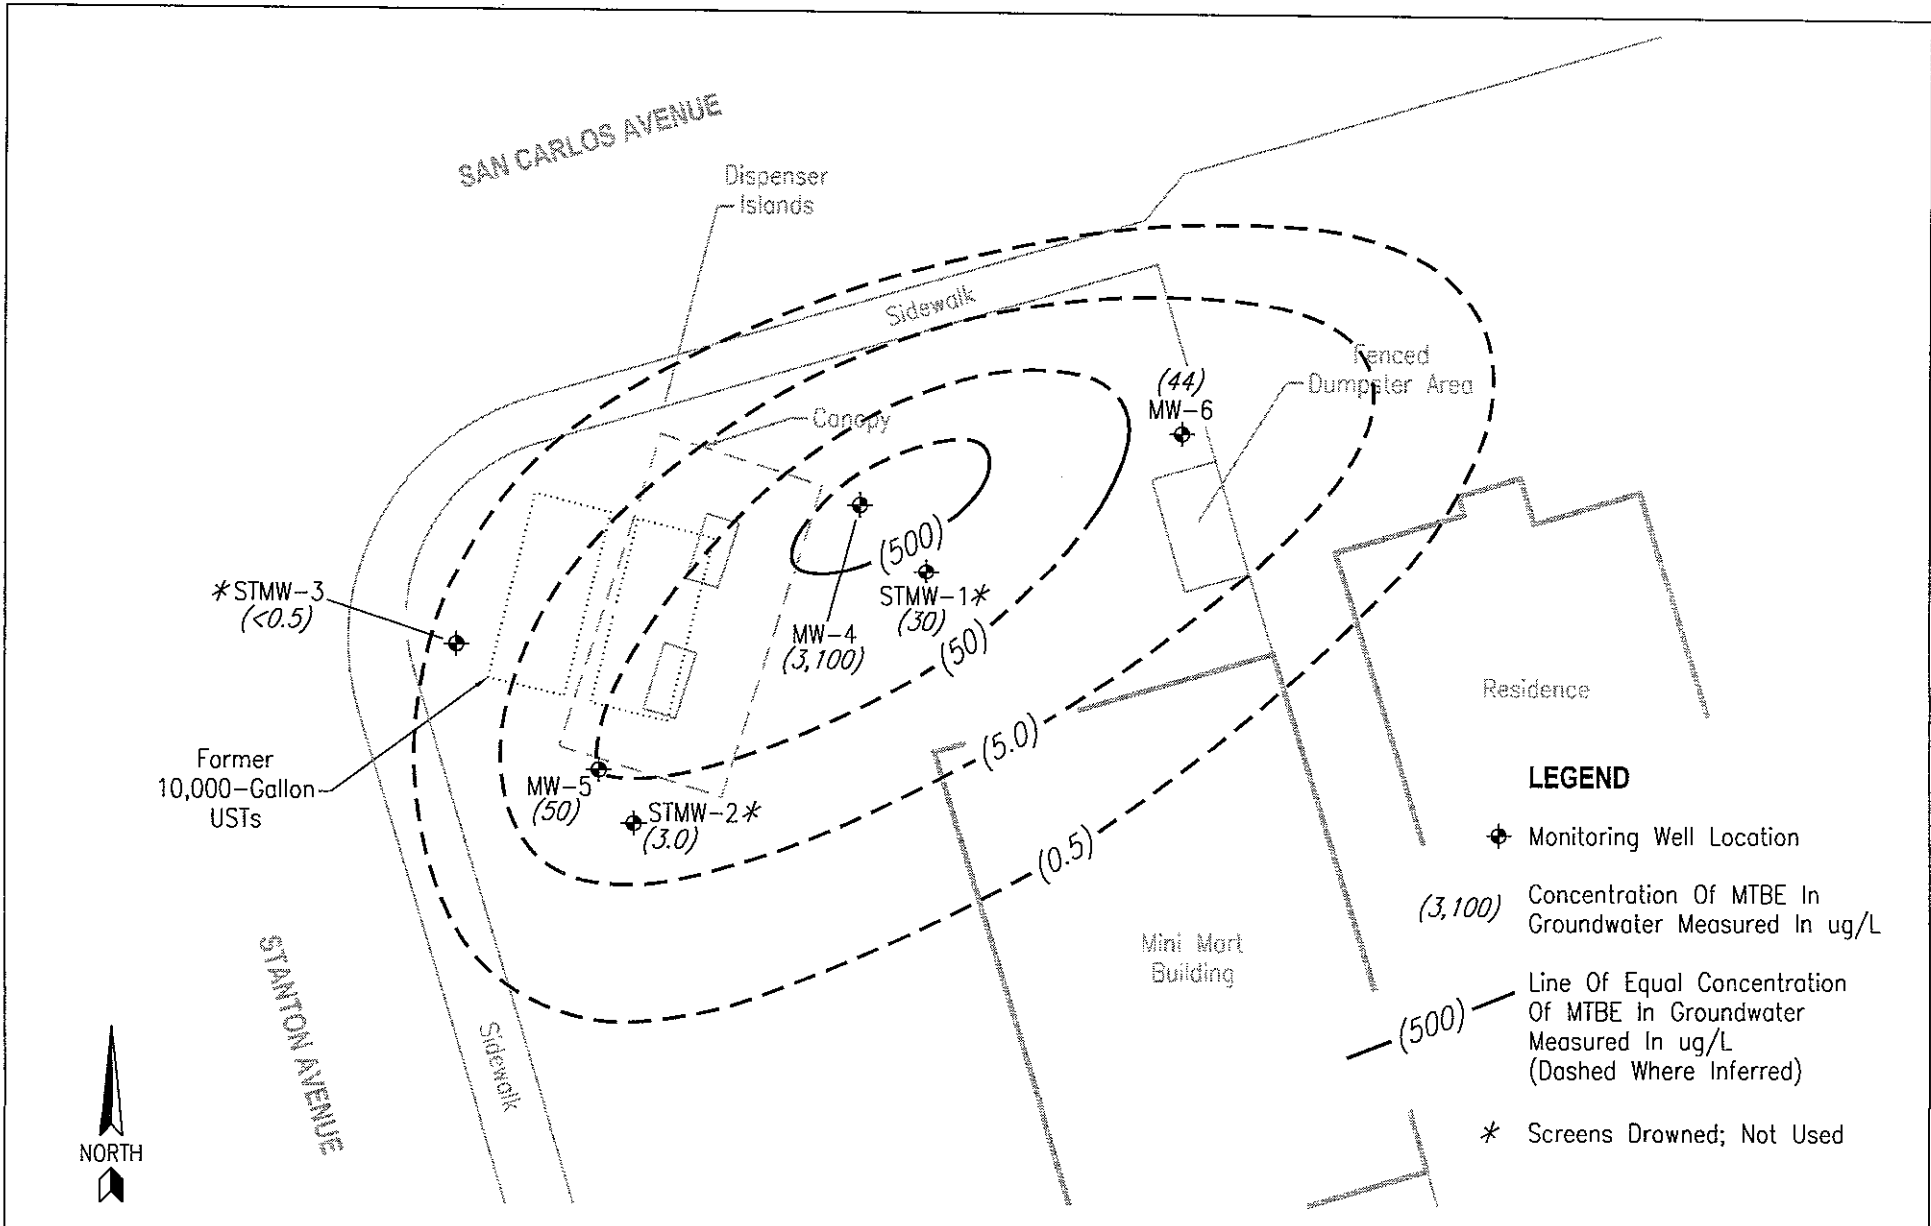 SAN CARLOS AVENUE
Dispenser
Islands
Sidewalk
Fenced
Dumpster Area
(44)
MW-6
Canopy
(500)
STMW-1*
(30)
MW-4
(3,100)
(50)
*STMW-3
(<0.5)
Residence
Former
10,000-Gallon
USTs
MW-5
(50)
STMW-2*
(3.0)
(5.0)
(0.5)
Mini Mart
Building
STANTON AVENUE
Sidewalk
NORTH
LEGEND
Monitoring Well Location
(3,100)
Concentration Of MTBE In
Groundwater Measured In ug/L
(500)
Line Of Equal Concentration
Of MTBE In Groundwater
Measured In ug/L
(Dashed Where Inferred)
* Screens Drowned; Not Used